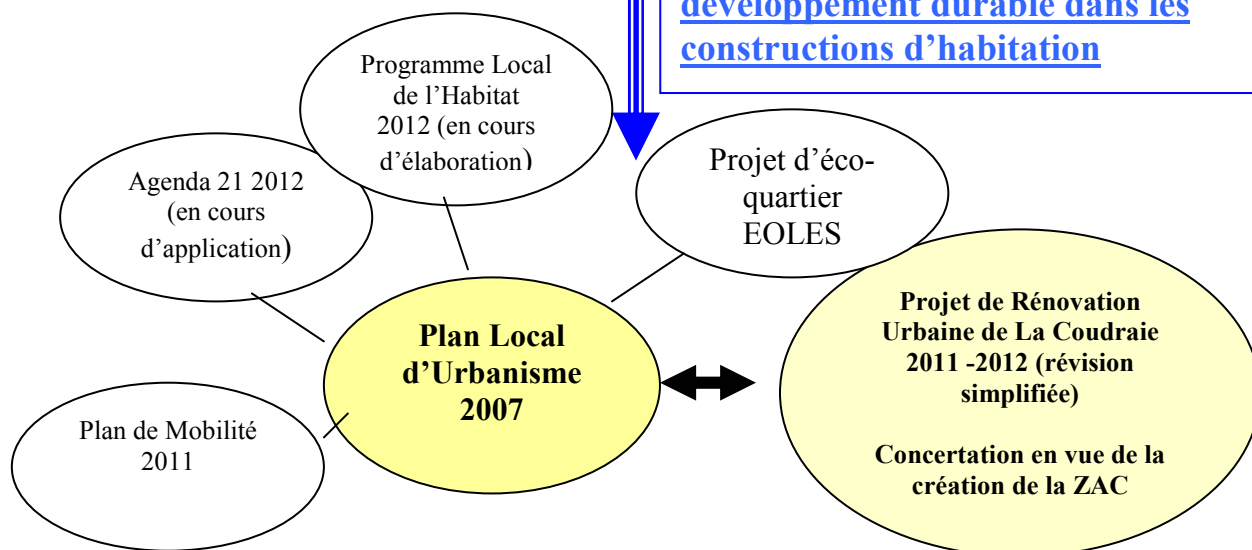 développement durable dans les
constructions d’habitation
Programme Local
de l’Habitat
2012 (en cours
d’élaboration)
Agenda 21 2012
(en cours
d’application)
Projet d’éco-
quartier
EOLES
Plan Local
d’Urbanisme
2007
Projet de Rénovation
Urbaine de La Coudraie
2011 -2012 (révision
simplifiée)
Concertation en vue de la
création de la ZAC
Plan de Mobilité
2011